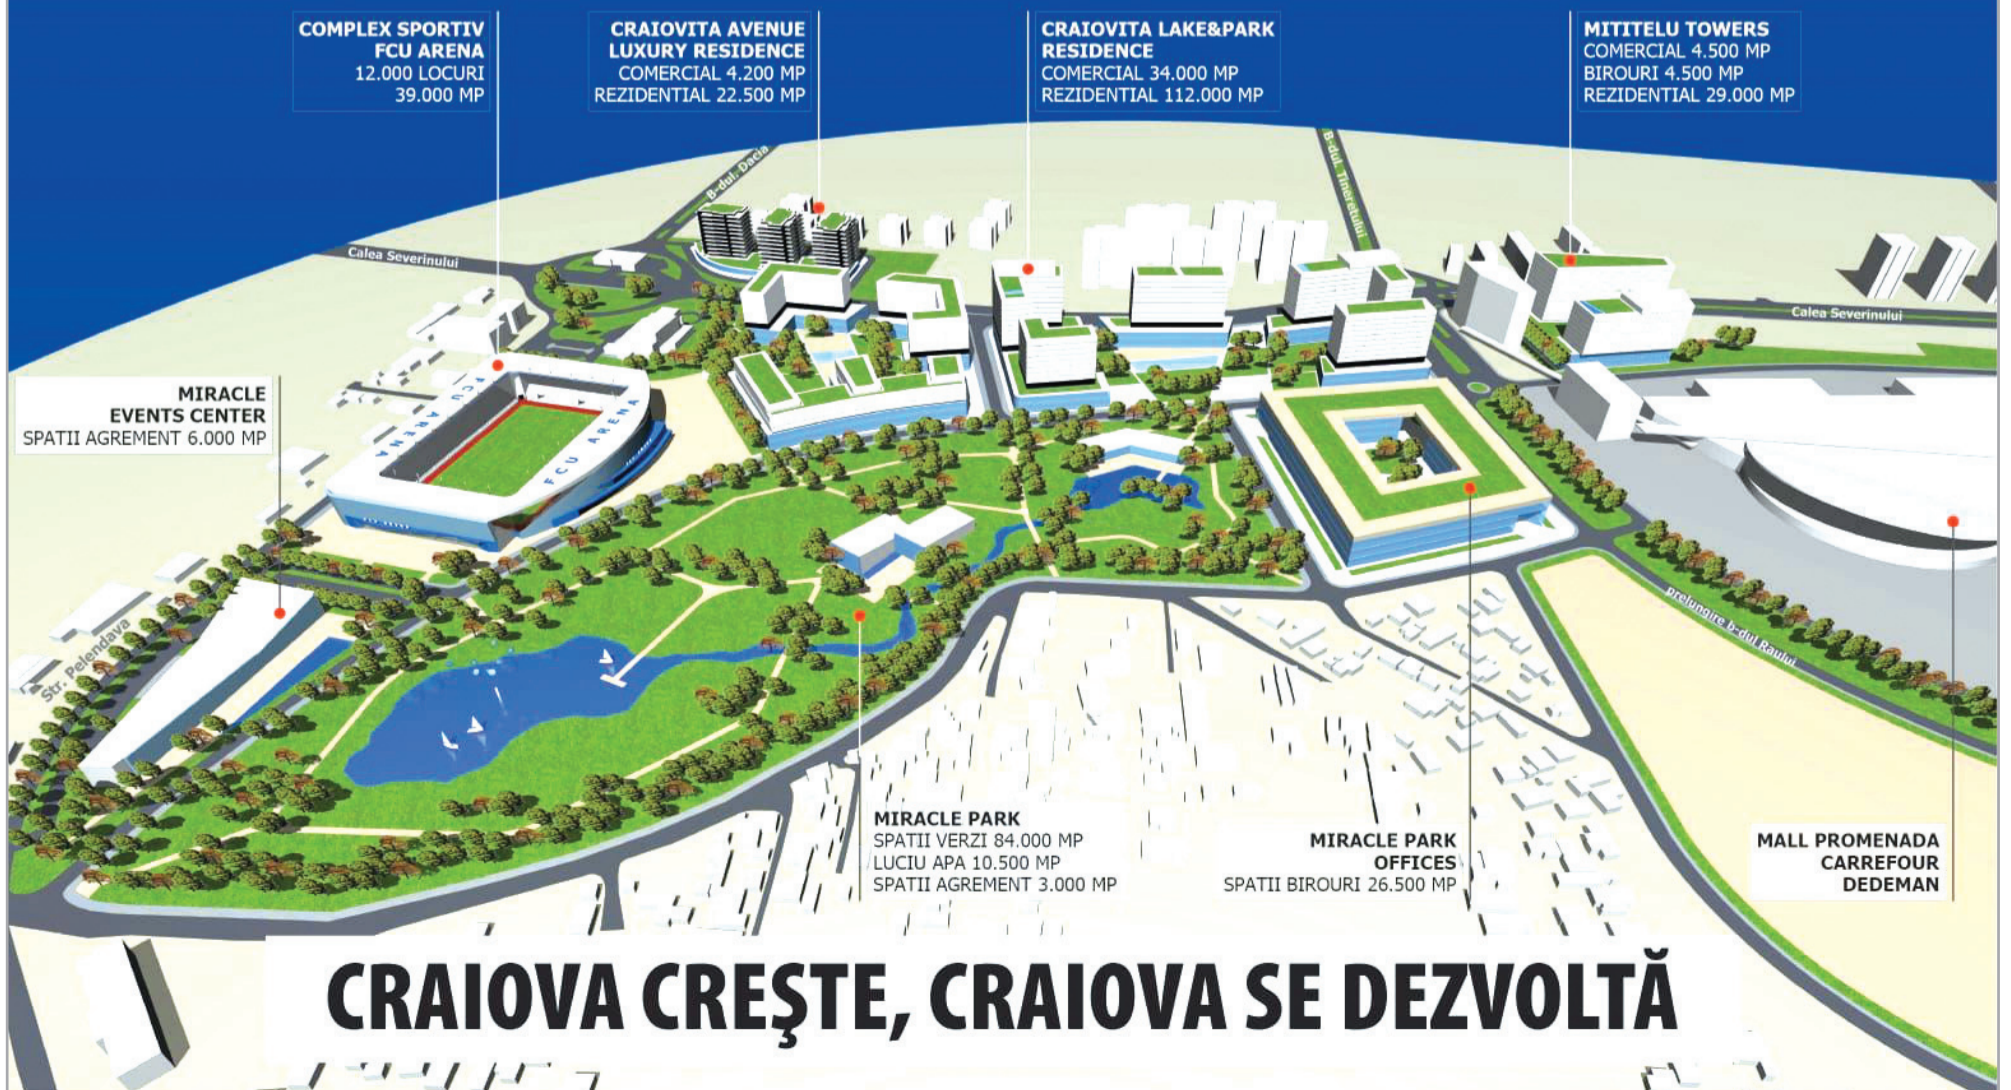 COMPLEX SPORTIV
FCU ARENA
12.000 LOCURI
39.000 MP
CRAIOVITA AVENUE
LUXURY RESIDENCE
COMERCIAL 4.200 MP
REZIDENTIAL 22.500 MP
CRAIOVITA LAKE&PARK
RESIDENCE
COMERCIAL 34.000 MP
REZIDENTIAL 112.000 MP
MITITELU TOWERS
COMERCIAL 4.500 MP
BIROURI 4.500 MP
REZIDENTIAL 29.000 MP
B-dul. Dacia
B-dul. Tineretului
Calea Severinului
Calea Severinului
MIRACLE
EVENTS CENTER
SPATII AGREMENT 6.000 MP
FCU ARENA
FCU ARENA
Str. Pelendava
prelungire b-dul Raului
MIRACLE PARK
SPATII VERZI 84.000 MP
LUCIU APA 10.500 MP
SPATII AGREMENT 3.000 MP
MIRACLE PARK
OFFICES
SPATII BIROURI 26.500 MP
MALL PROMENADA
CARREFOUR
DEDEMAN
CRAIOVA CREŞTE, CRAIOVA SE DEZVOLTĂ